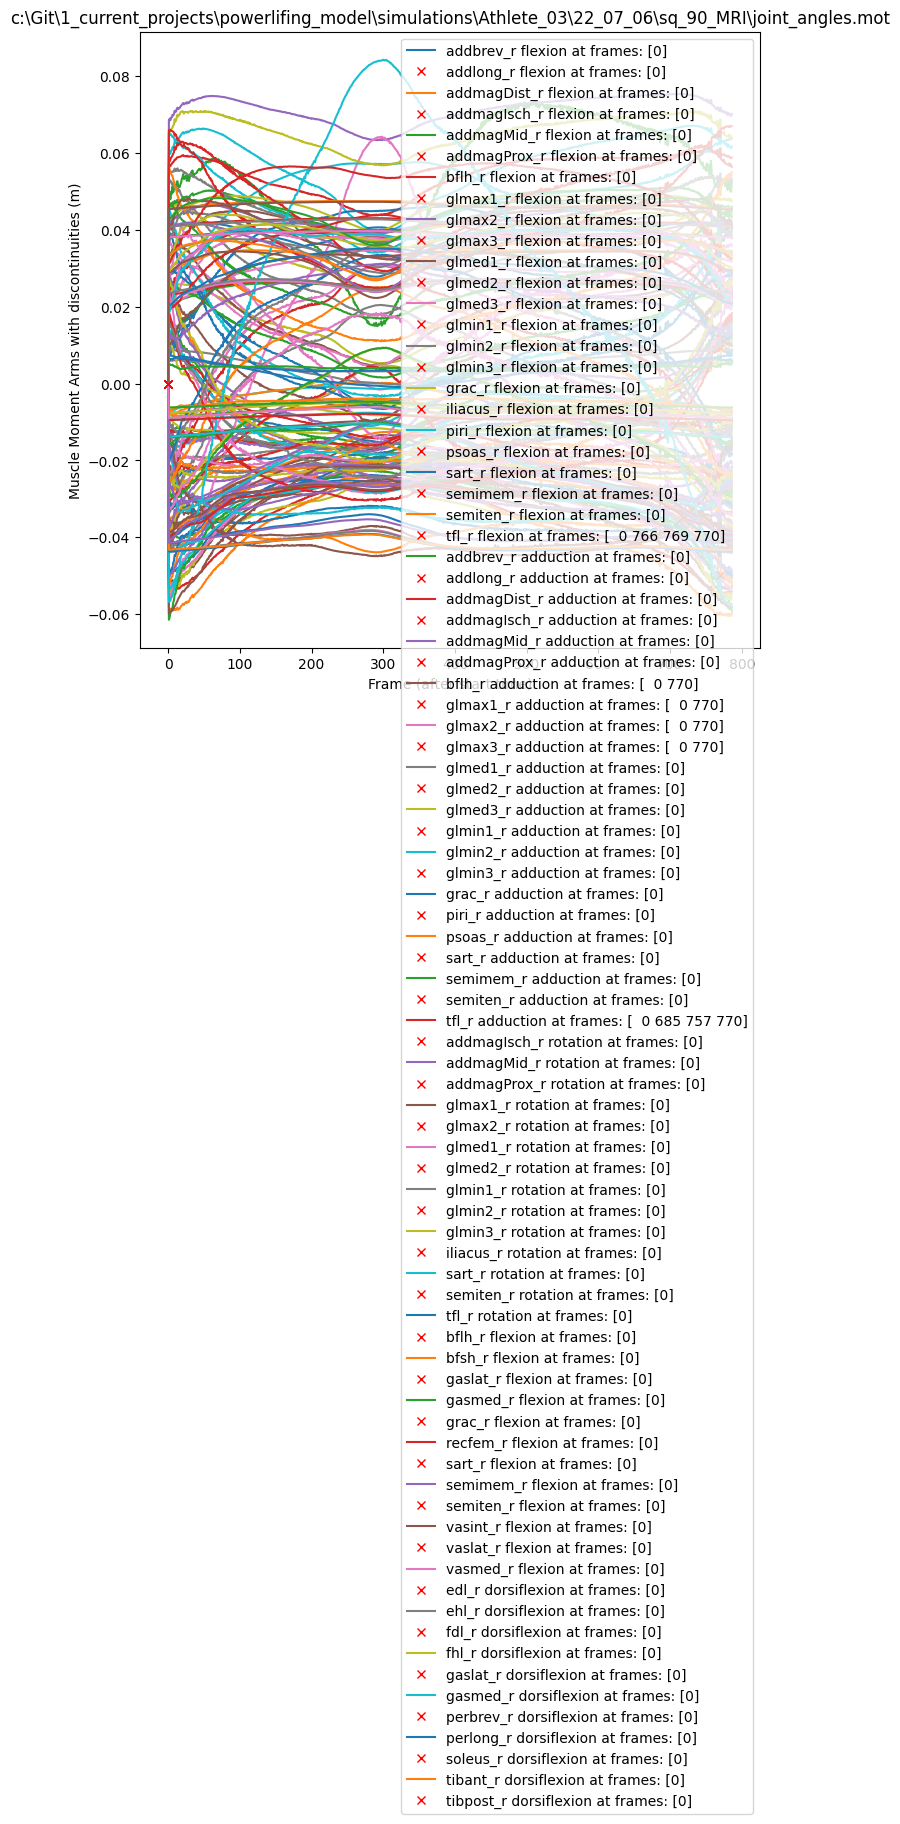 c:\Git\1_current_projects\powerlifing_model\simulations\Athlete_03\22_07_06\sq_90_MRI\joint_angles.mot
Muscle Moment Arms with discontinuities (m)
0.08
0.06
0.04
0.02
0.00
−0.02
−0.04
−0.06
0
100
200
300
800
Frame (after
addbrev_r flexion at frames: [0]
addlong_r flexion at frames: [0]
addmagDist_r flexion at frames: [0]
addmagIsch_r flexion at frames: [0]
addmagMid_r flexion at frames: [0]
addmagProx_r flexion at frames: [0]
bflh_r flexion at frames: [0]
glmax1_r flexion at frames: [0]
glmax2_r flexion at frames: [0]
glmax3_r flexion at frames: [0]
glmed1_r flexion at frames: [0]
glmed2_r flexion at frames: [0]
glmed3_r flexion at frames: [0]
glmin1_r flexion at frames: [0]
glmin2_r flexion at frames: [0]
glmin3_r flexion at frames: [0]
grac_r flexion at frames: [0]
iliacus_r flexion at frames: [0]
piri_r flexion at frames: [0]
psoas_r flexion at frames: [0]
sart_r flexion at frames: [0]
semimem_r flexion at frames: [0]
semiten_r flexion at frames: [0]
tfl_r flexion at frames: [  0 766 769 770]
addbrev_r adduction at frames: [0]
addlong_r adduction at frames: [0]
addmagDist_r adduction at frames: [0]
addmagIsch_r adduction at frames: [0]
addmagMid_r adduction at frames: [0]
addmagProx_r adduction at frames: [0]
bflh_r adduction at frames: [  0 770]
glmax1_r adduction at frames: [  0 770]
glmax2_r adduction at frames: [  0 770]
glmax3_r adduction at frames: [  0 770]
glmed1_r adduction at frames: [0]
glmed2_r adduction at frames: [0]
glmed3_r adduction at frames: [0]
glmin1_r adduction at frames: [0]
glmin2_r adduction at frames: [0]
glmin3_r adduction at frames: [0]
grac_r adduction at frames: [0]
piri_r adduction at frames: [0]
psoas_r adduction at frames: [0]
sart_r adduction at frames: [0]
semimem_r adduction at frames: [0]
semiten_r adduction at frames: [0]
tfl_r adduction at frames: [  0 685 757 770]
addmagIsch_r rotation at frames: [0]
addmagMid_r rotation at frames: [0]
addmagProx_r rotation at frames: [0]
glmax1_r rotation at frames: [0]
glmax2_r rotation at frames: [0]
glmed1_r rotation at frames: [0]
glmed2_r rotation at frames: [0]
glmin1_r rotation at frames: [0]
glmin2_r rotation at frames: [0]
glmin3_r rotation at frames: [0]
iliacus_r rotation at frames: [0]
sart_r rotation at frames: [0]
semiten_r rotation at frames: [0]
tfl_r rotation at frames: [0]
bflh_r flexion at frames: [0]
bfsh_r flexion at frames: [0]
gaslat_r flexion at frames: [0]
gasmed_r flexion at frames: [0]
grac_r flexion at frames: [0]
recfem_r flexion at frames: [0]
sart_r flexion at frames: [0]
semimem_r flexion at frames: [0]
semiten_r flexion at frames: [0]
vasint_r flexion at frames: [0]
vaslat_r flexion at frames: [0]
vasmed_r flexion at frames: [0]
edl_r dorsiflexion at frames: [0]
ehl_r dorsiflexion at frames: [0]
fdl_r dorsiflexion at frames: [0]
fhl_r dorsiflexion at frames: [0]
gaslat_r dorsiflexion at frames: [0]
gasmed_r dorsiflexion at frames: [0]
perbrev_r dorsiflexion at frames: [0]
perlong_r dorsiflexion at frames: [0]
soleus_r dorsiflexion at frames: [0]
tibant_r dorsiflexion at frames: [0]
tibpost_r dorsiflexion at frames: [0]